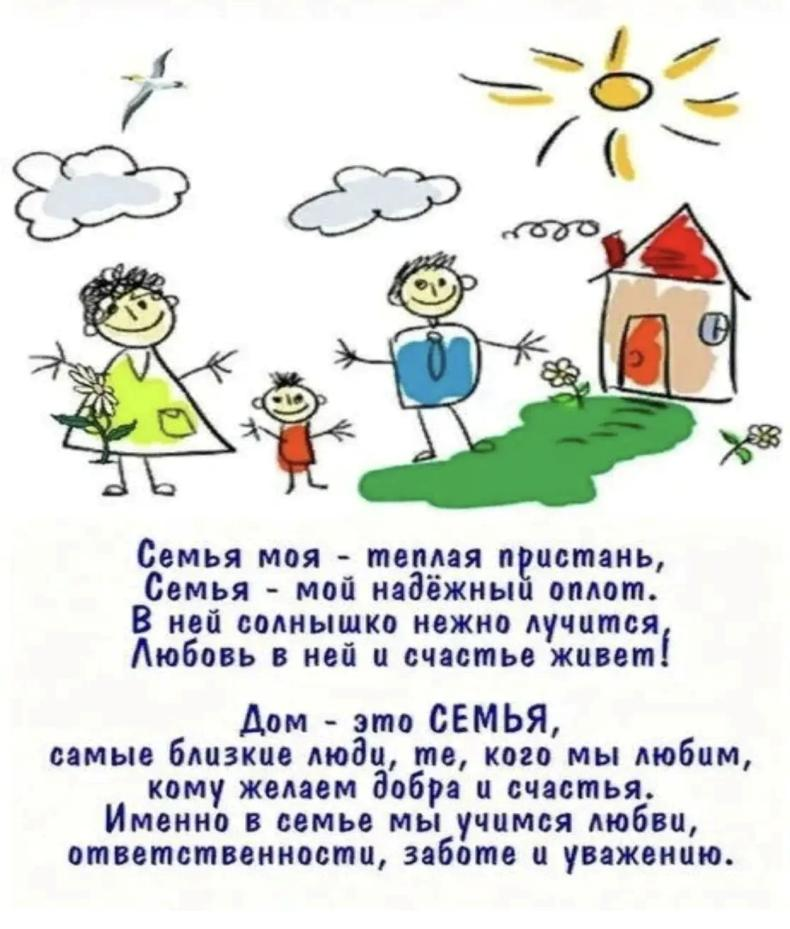 Семья моя - теплая пристань,
Семья - мой надёжный оплот.
В ней солнышко нежно лучится,
Любовь в ней и счастье живет!
Дом - это СЕМЬЯ,
самые близкие люди, те, кого мы любим,
кому желаем добра и счастья.
Именно в семье мы учимся любви,
ответственности, заботе и уважению.